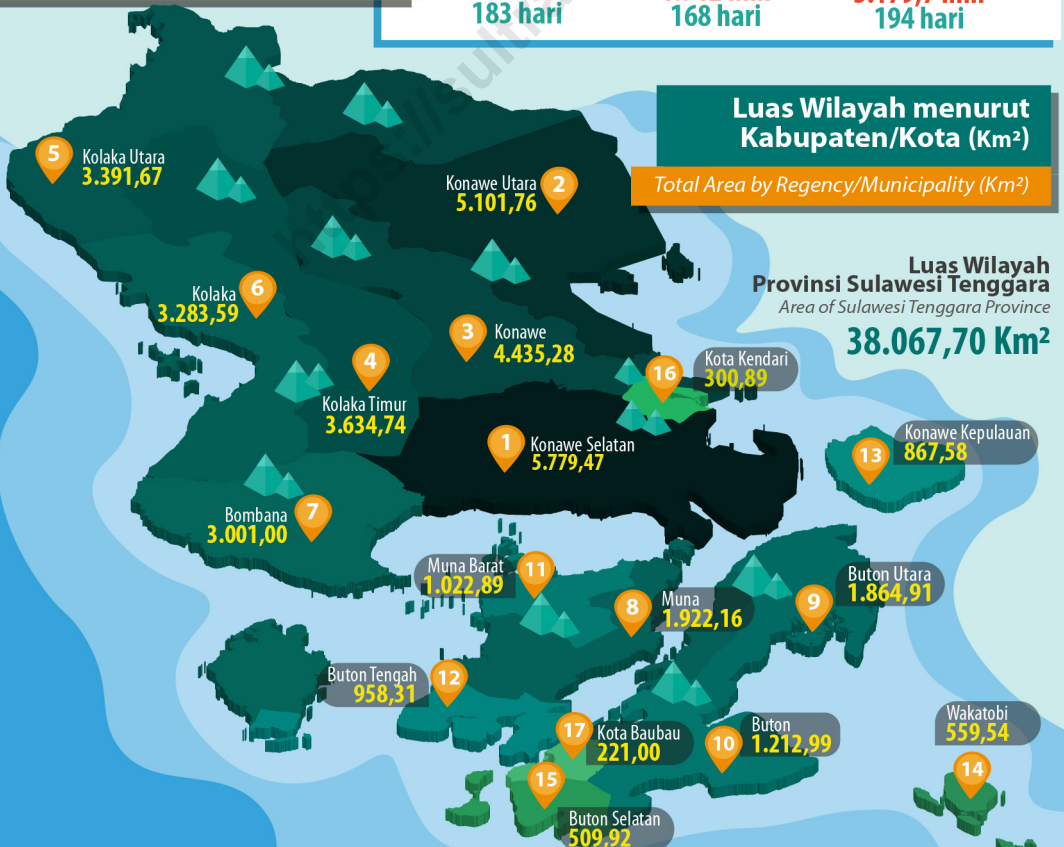 183 hari
168 hari
194 hari
Luas Wilayah menurut
Kabupaten/Kota (Km²)
Total Area by Regency/Municipality (Km²)
Luas Wilayah
Provinsi Sulawesi Tenggara
Area of Sulawesi Tenggara Province
38.067,70 Km²
5
Kolaka Utara
3.391,67
Konawe Utara
5.101,76
2
Kolaka
3.283,59
6
3
Konawe
4.435,28
4
Kolaka Timur
3.634,74
16
Kota Kendari
300,89
1
Konawe Selatan
5.779,47
13
Konawe Kepulauan
867,58
Bombana
3.001,00
7
Muna Barat
1.022,89
11
8
Muna
1.922,16
9
Buton Utara
1.864,91
Buton Tengah
958,31
12
17
Kota Baubau
221,00
10
Buton
1.212,99
Wakatobi
559,54
14
15
Buton Selatan
509,92
https://sultra